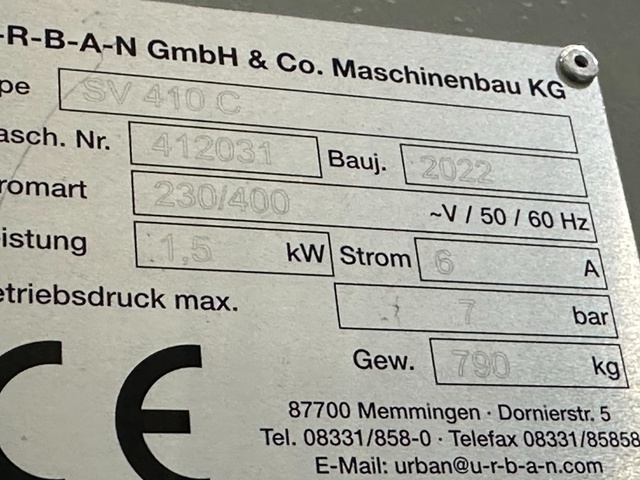 -R-B-A-N GmbH & Co. Maschinenbau KG
pe SV 410 C
asch. Nr. 412031 Bauj. 2022
romart 230/400 ~V / 50 / 60 Hz
istung 1,5 kW Strom 6 A
etriebsdruck max. 7 bar
Gew. 790 kg
CE
87700 Memmingen · Dornierstr. 5
Tel. 08331/858-0 · Telefax 08331/85858
E-Mail: urban@u-r-b-a-n.com